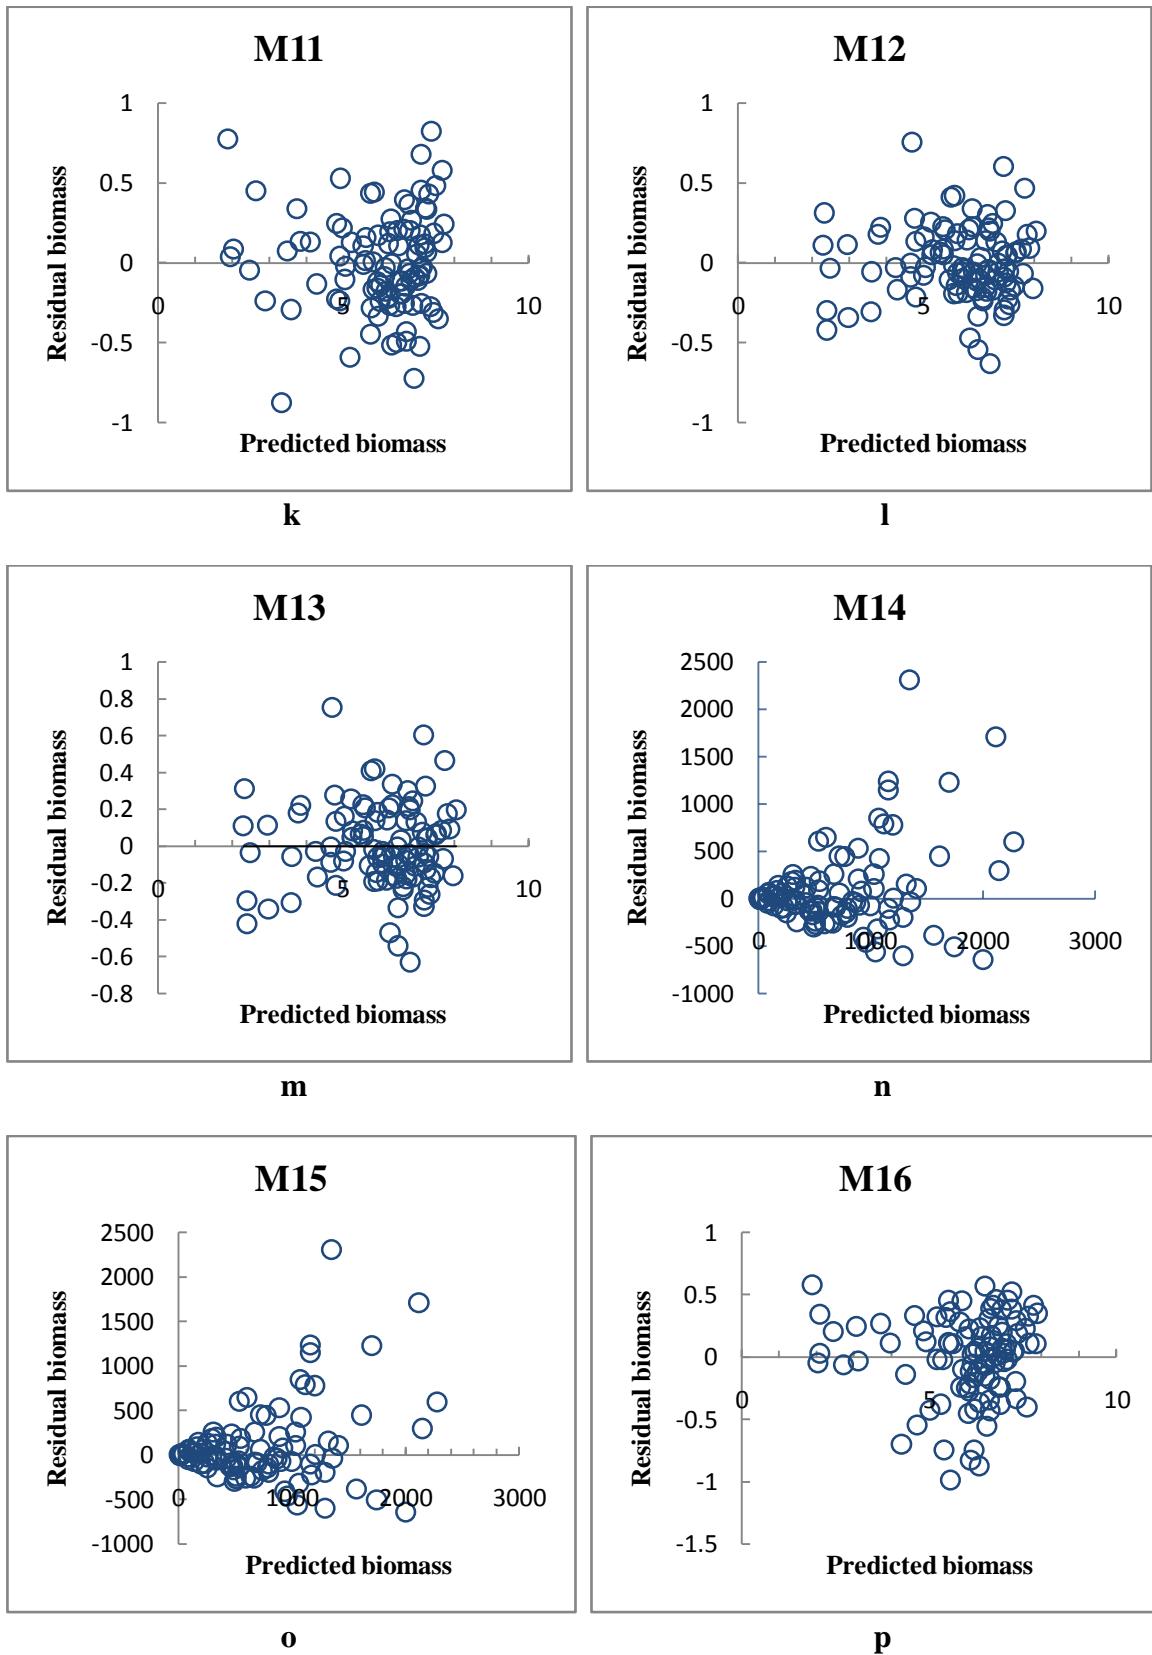 M11
1
0.5
0
-0.5
-1
0
5
10
Residual biomass
Predicted biomass
k
M12
1
0.5
0
-0.5
-1
0
5
10
Residual biomass
Predicted biomass
l
M13
1
0.8
0.6
0.4
0.2
0
-0.2
-0.4
-0.6
-0.8
0
5
10
Residual biomass
Predicted biomass
m
M14
2500
2000
1500
1000
500
0
-500
-1000
0
1000
2000
3000
Residual biomass
Predicted biomass
n
M15
2500
2000
1500
1000
500
0
-500
-1000
0
1000
2000
3000
Residual biomass
Predicted biomass
o
M16
1
0.5
0
-0.5
-1
-1.5
0
5
10
Residual biomass
Predicted biomass
p